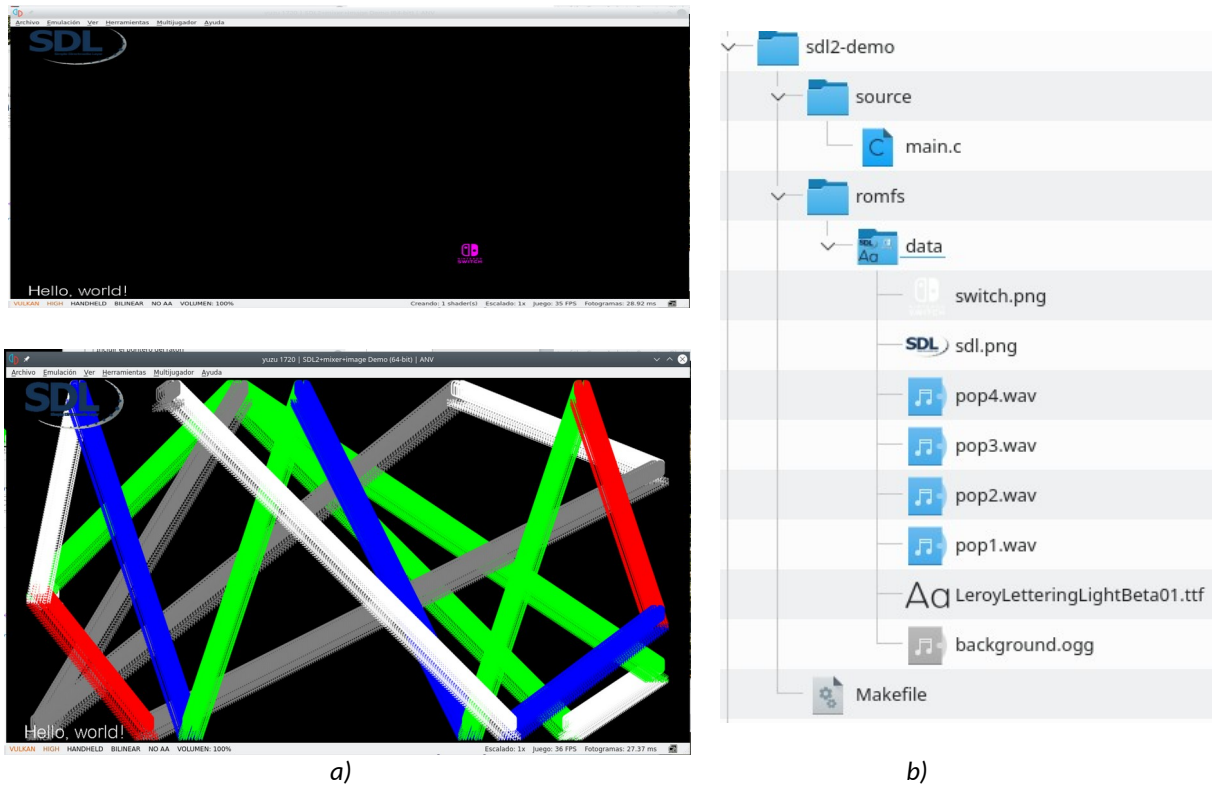 Archivo Emulación Ver Herramientas Multijugador Ayuda
SDL
SWITCH
Hello, world!
VULKAN HIGH HANDHELD BILINEAR NO AA VOLUMEN: 100% Creando: 1 shader(s) Escalado: 1x Juego: 35 FPS Fotogramas: 28.92 ms
yuzu 1720 | SDL2+mixer+image Demo (64-bit) | ANV
Archivo Emulación Ver Herramientas Multijugador Ayuda
SDL
Hello, world!
VULKAN HIGH HANDHELD BILINEAR NO AA VOLUMEN: 100% Escalado: 1x Juego: 36 FPS Fotogramas: 27.37 ms
a)
sdl2-demo
source
C main.c
romfs
SDL Aa data
SWITCH switch.png
SDL sdl.png
pop4.wav
pop3.wav
pop2.wav
pop1.wav
Aa LeroyLetteringLightBeta01.ttf
background.ogg
Makefile
b)